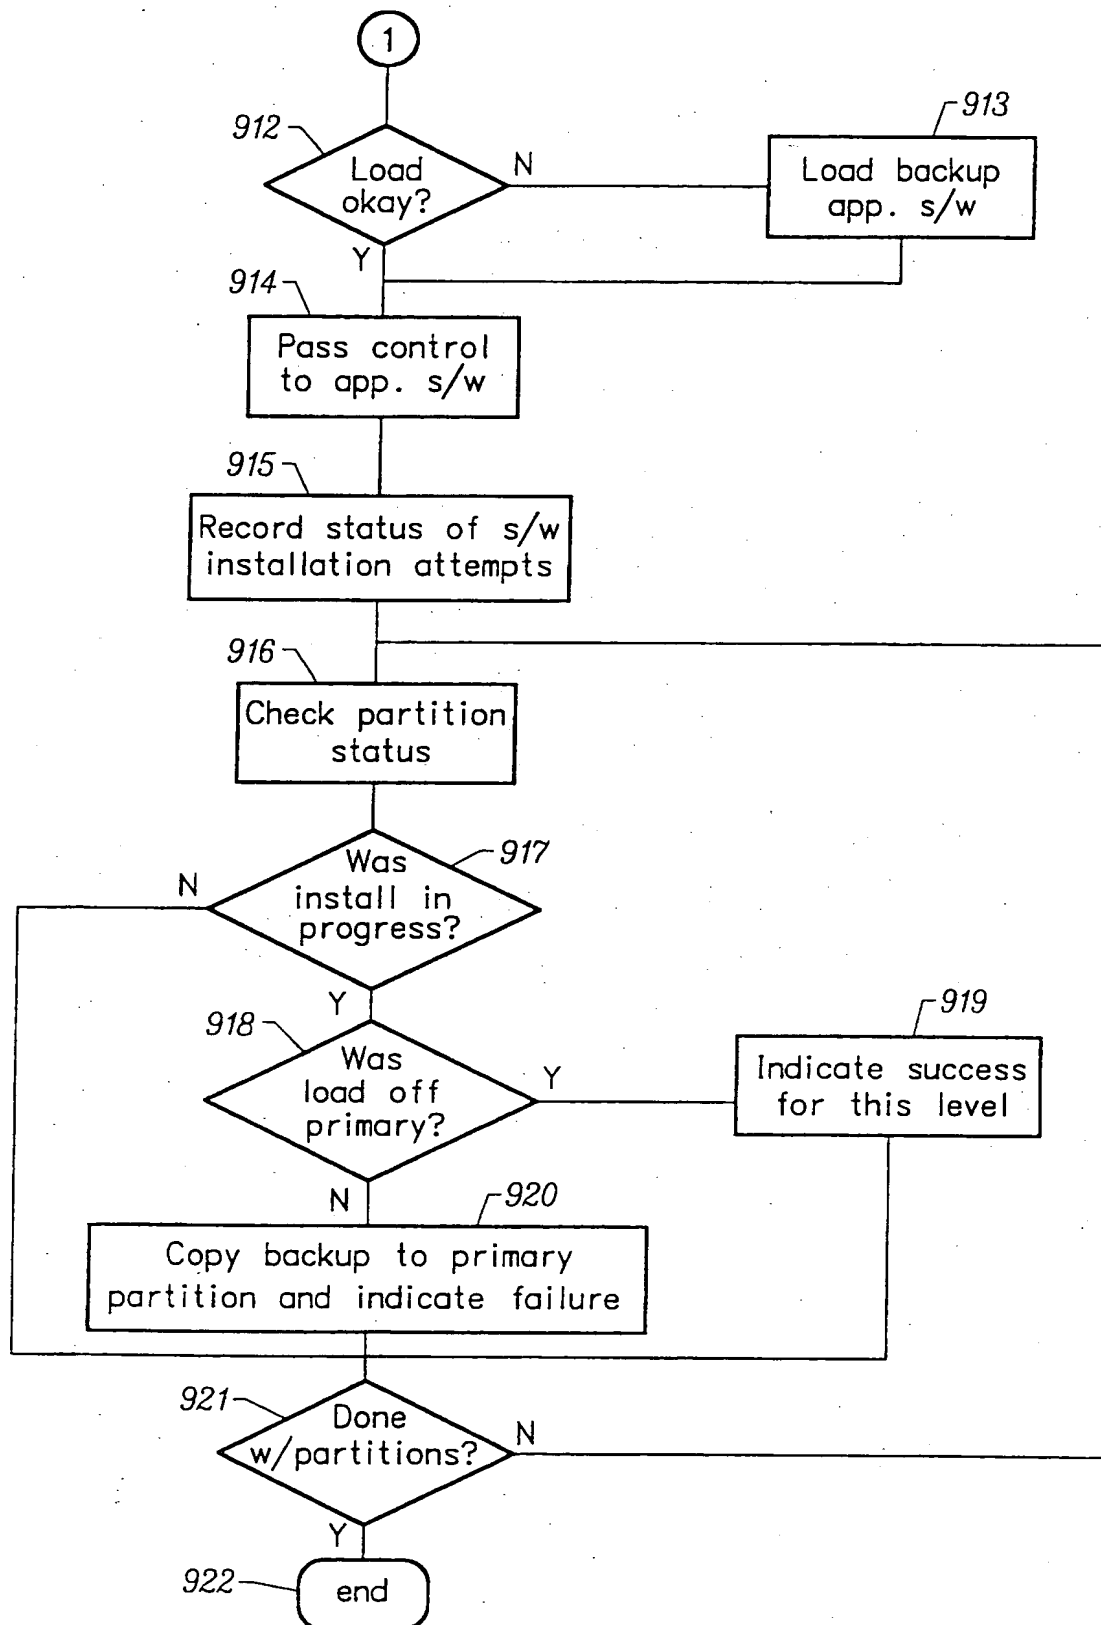 1
912
Load
okay?
N
913
Load backup
app. s/w
Y
914
Pass control
to app. s/w
915
Record status of s/w
installation attempts
916
Check partition
status
917
Was
install in
progress?
N
Y
918
Was
load off
primary?
Y
919
Indicate success
for this level
N
920
Copy backup to primary
partition and indicate failure
921
Done
w/partitions?
N
Y
922
end